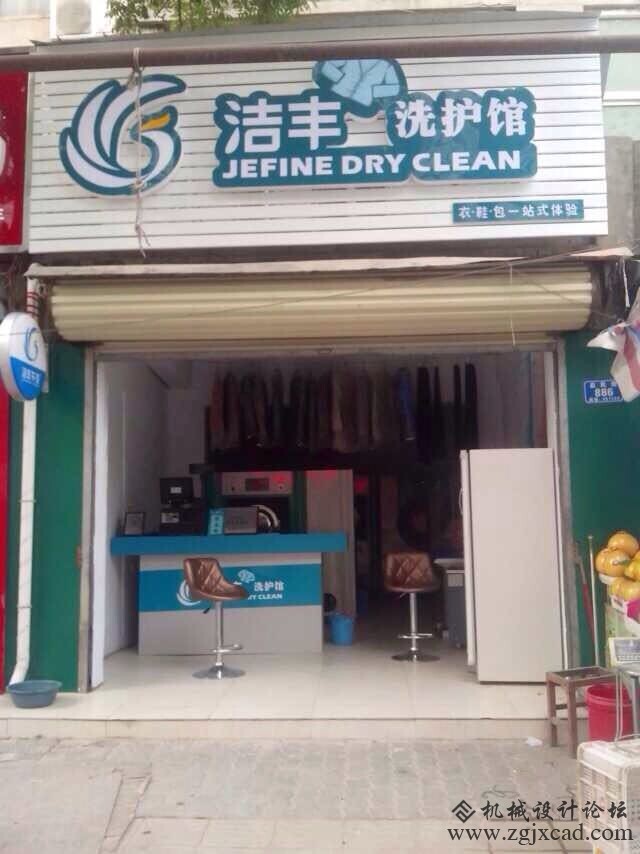 洁丰 洗护馆
JEFINE DRY CLEAN
衣·鞋·包一站式体验
886
洗护馆
DRY CLEAN
机械设计论坛
www.zgjxcad.com